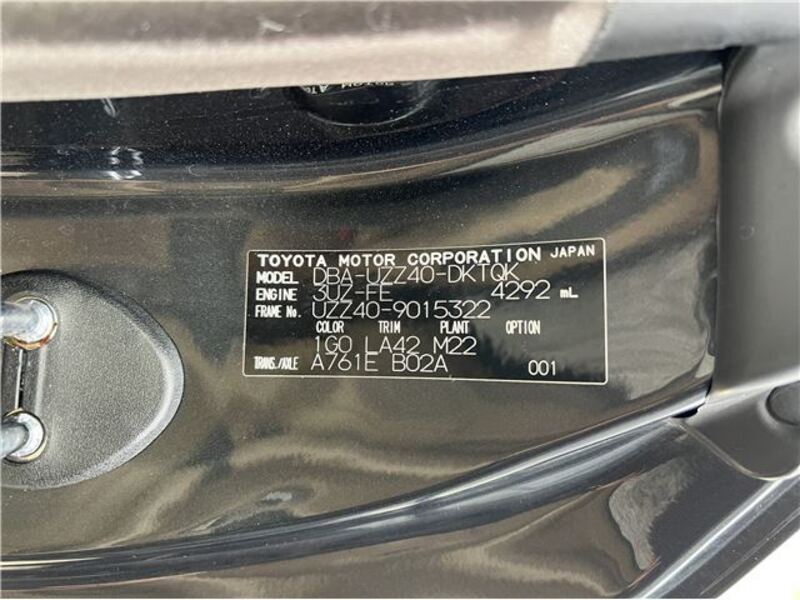 TOYOTA MOTOR CORPORATION JAPAN
MODEL DBA-UZZ40-DKTQK
ENGINE 3UZ-FE 4292 mL
FRAME No. UZZ40-9015322
COLOR TRIM PLANT OPTION
1G0 LA42 M22
TRANS./AXLE A761E B02A 001